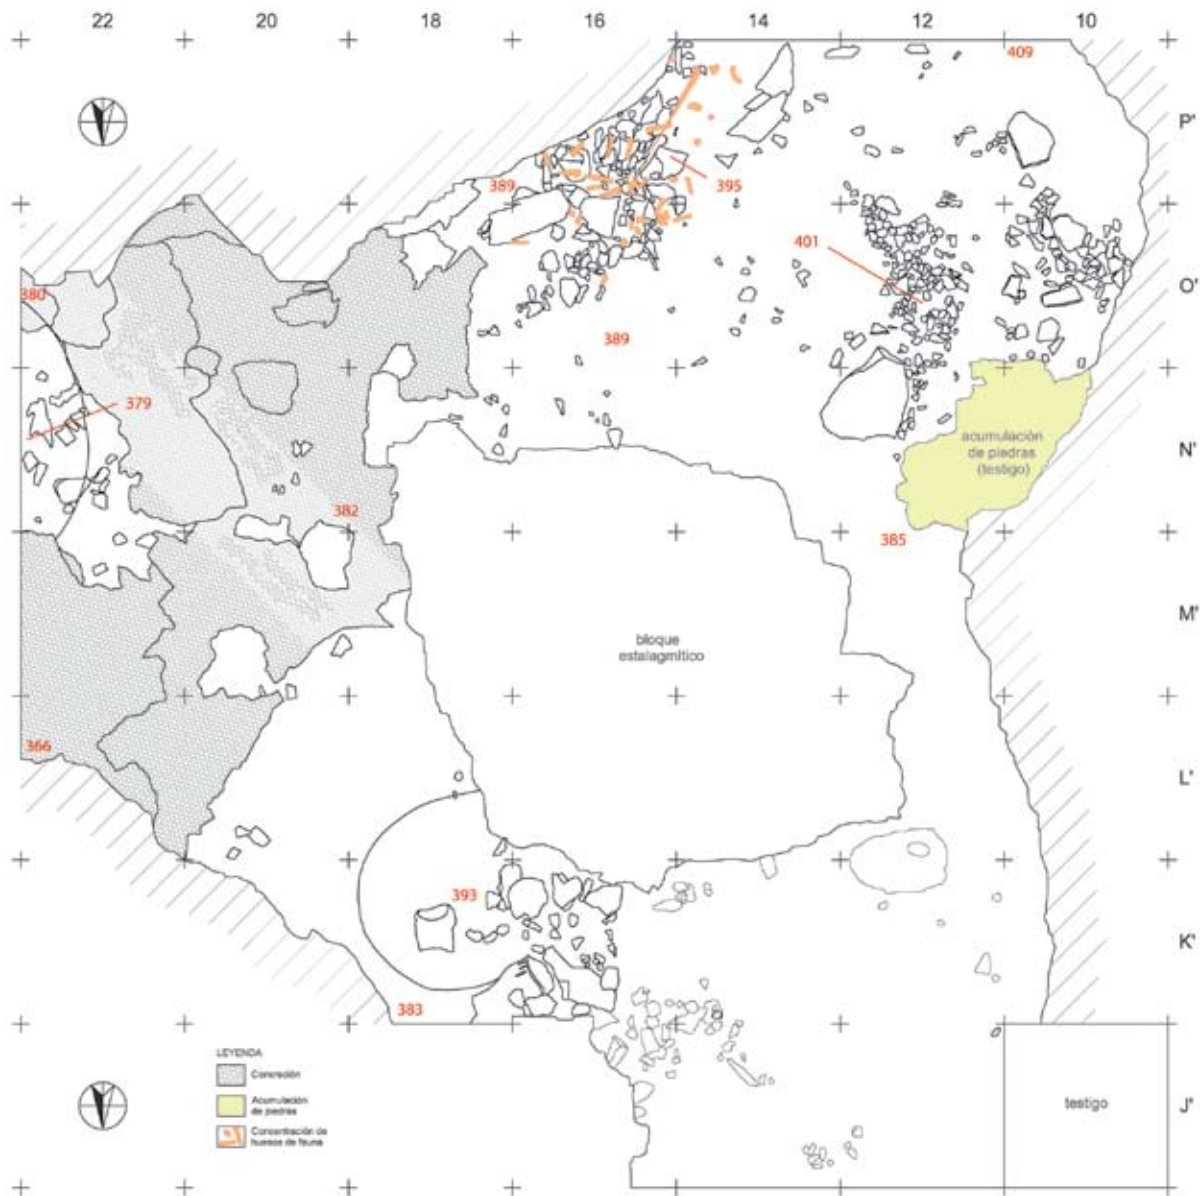 22 20 18 16 14 12 10
409
P'
389
395
401
380
O'
389
379
acumulación
de piedras
(testigo)
N'
382
385
M'
bloque
estalagmítico
366
L'
393
K'
383
LEYENDA
Concreción
Acumulación
de piedras
Concentración de
huesos de fauna
testigo
J'